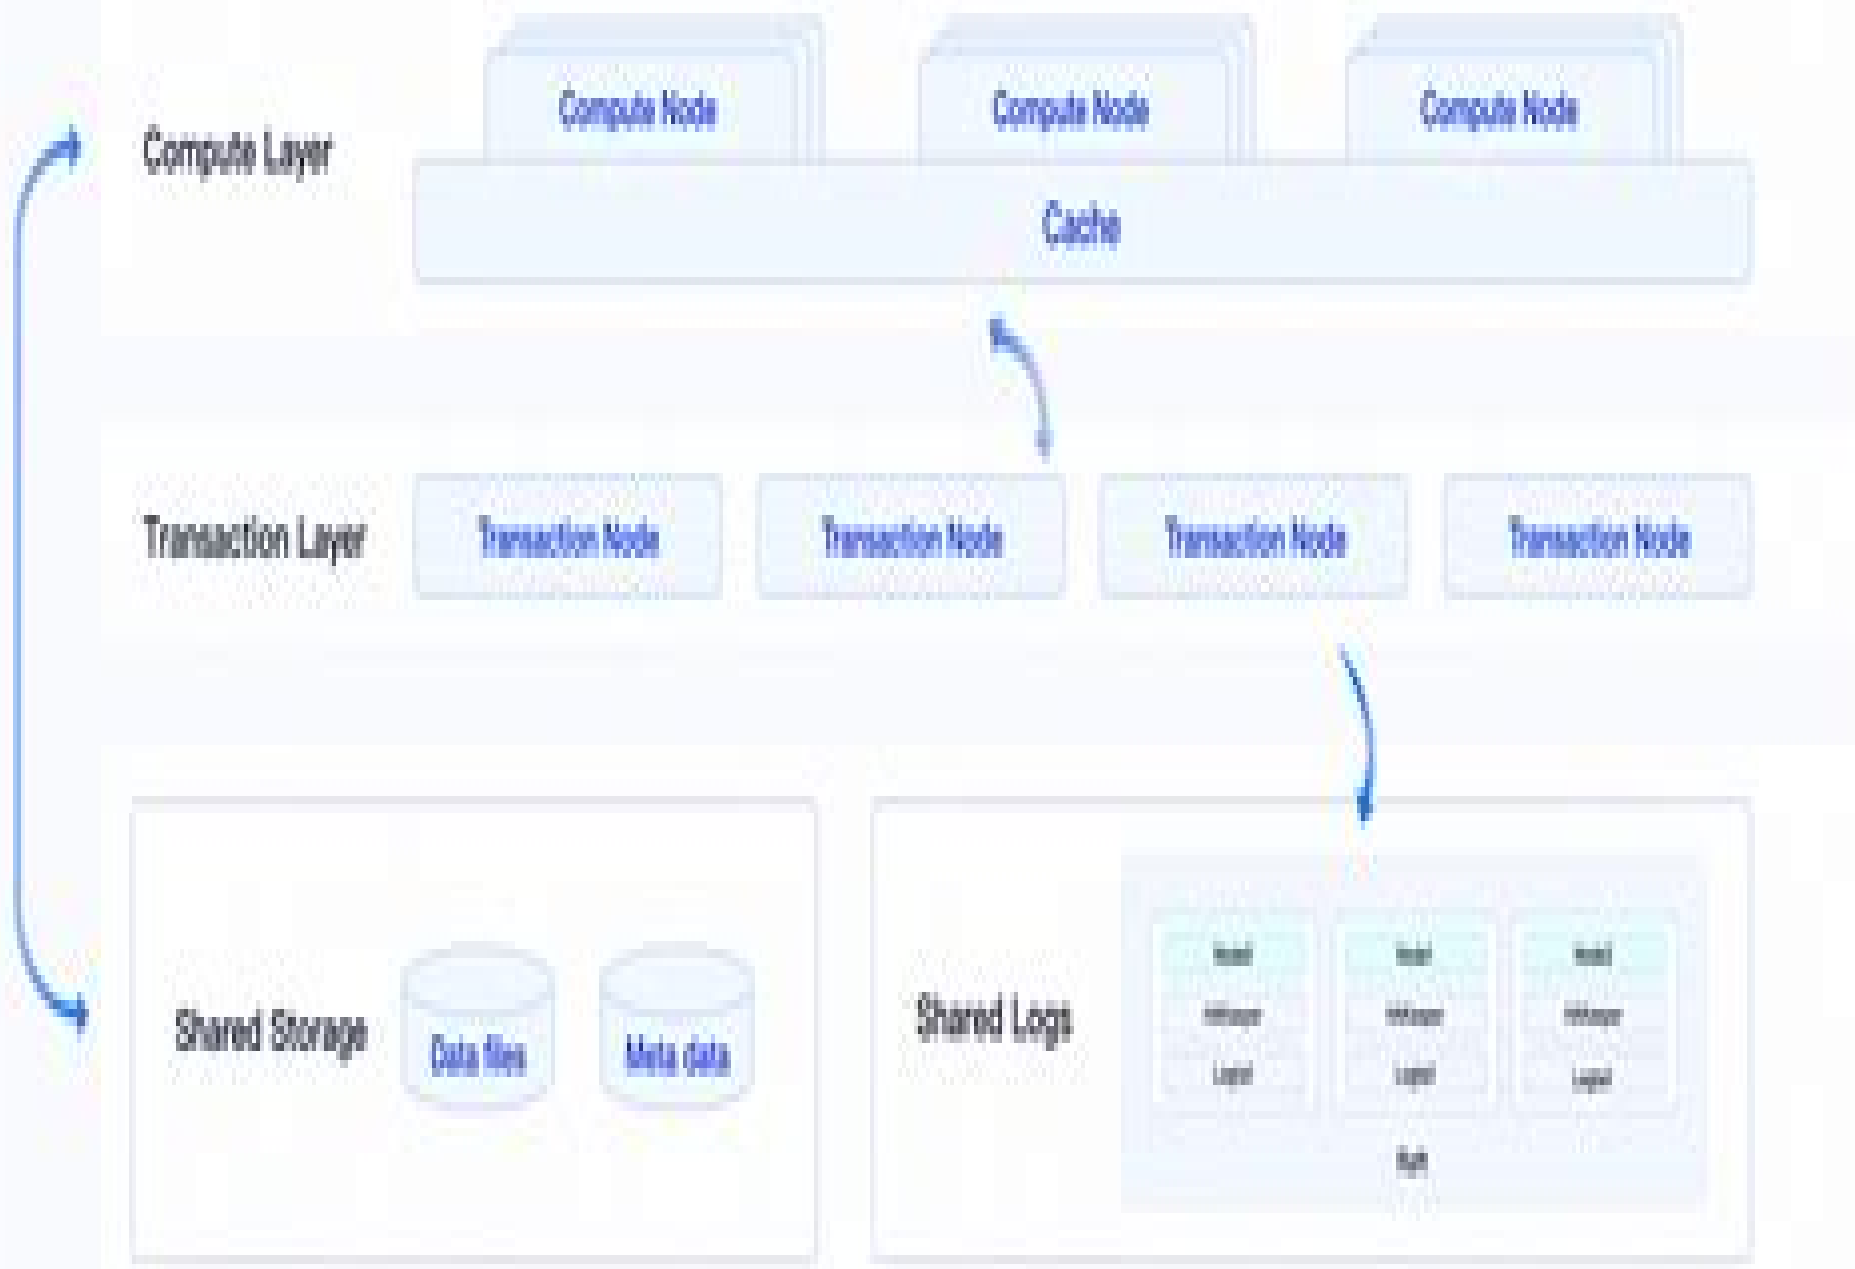 Compute Node
Compute Node
Compute Node
Compute Layer
Cache
Transaction Layer
Transaction Node
Transaction Node
Transaction Node
Transaction Node
Shared Storage
Data files
Meta data
Shared Logs